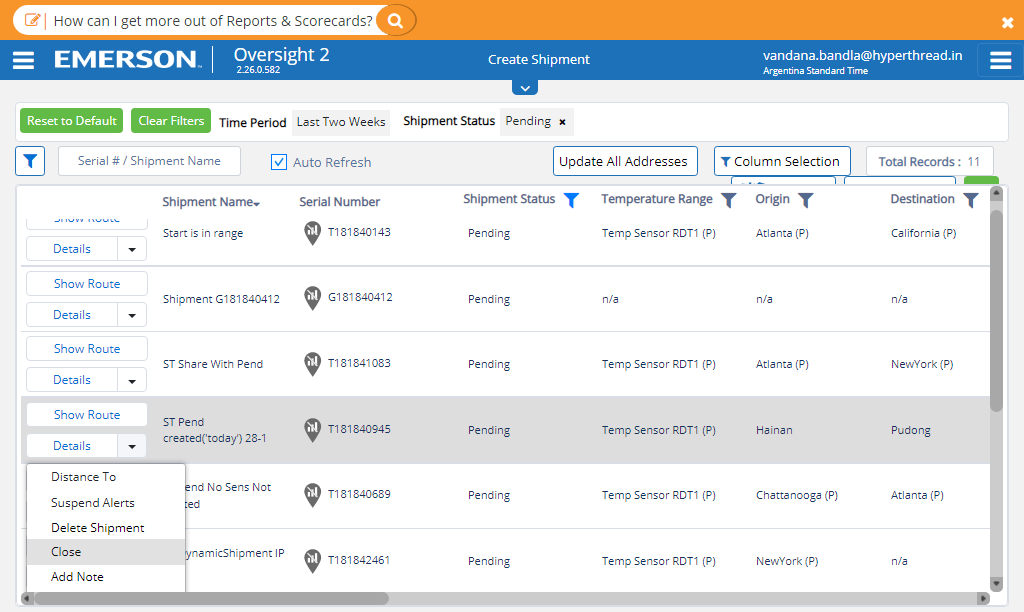 How can I get more out of Reports & Scorecards?
EMERSON
Oversight 2
2.26.0.582
Create Shipment
vandana.bandla@hyperthread.in
Argentina Standard Time
Reset to Default
Clear Filters
Time Period
Last Two Weeks
Shipment Status
Pending ×
Serial # / Shipment Name
Auto Refresh
Update All Addresses
Column Selection
Total Records : 11
Shipment Name
Serial Number
Shipment Status
Temperature Range
Origin
Destination
Show Route
Details
Start is in range
T181840143
Pending
Temp Sensor RDT1 (P)
Atlanta (P)
California (P)
Show Route
Details
Shipment G181840412
G181840412
Pending
n/a
n/a
n/a
Show Route
Details
ST Share With Pend
T181841083
Pending
Temp Sensor RDT1 (P)
Atlanta (P)
NewYork (P)
Show Route
Details
ST Pend
created('today') 28-1
T181840945
Pending
Temp Sensor RDT1 (P)
Hainan
Pudong
Distance To
Suspend Alerts
Delete Shipment
Close
Add Note
end No Sens Not
ted
T181840689
Pending
Temp Sensor RDT1 (P)
Chattanooga (P)
Atlanta (P)
ynamicShipment IP
T181842461
Pending
Temp Sensor RDT1 (P)
NewYork (P)
n/a